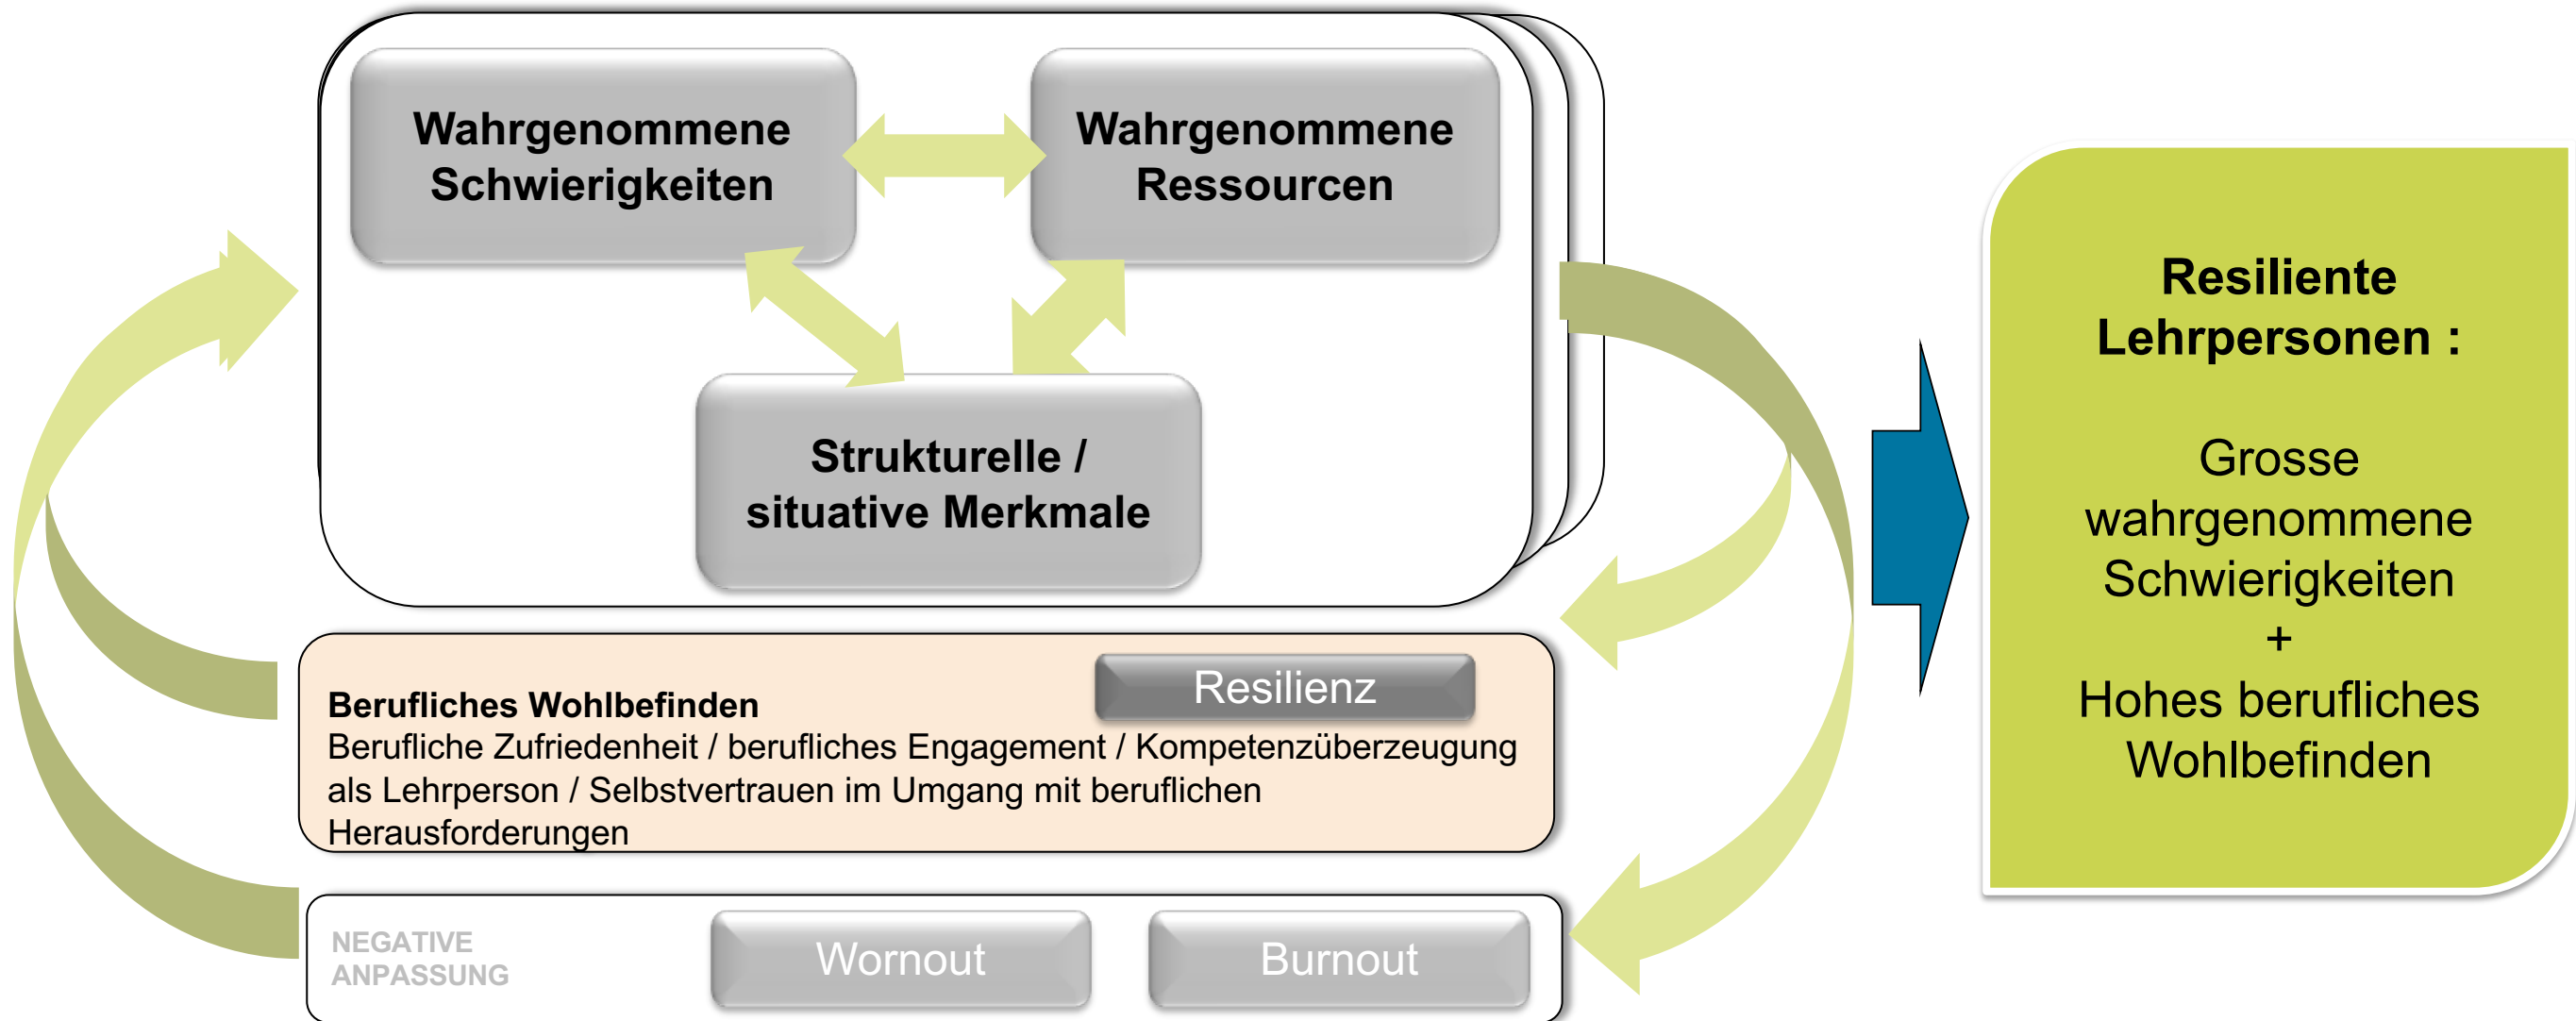 Wahrgenommene
Schwierigkeiten
Wahrgenommene
Ressourcen
Strukturelle /
situative Merkmale
Resilienz
Berufliches Wohlbefinden
Berufliche Zufriedenheit / berufliches Engagement / Kompetenzüberzeugung
als Lehrperson / Selbstvertrauen im Umgang mit beruflichen
Herausforderungen
NEGATIVE
ANPASSUNG
Wornout
Burnout
Resiliente
Lehrpersonen :
Grosse
wahrgenommene
Schwierigkeiten
+
Hohes berufliches
Wohlbefinden